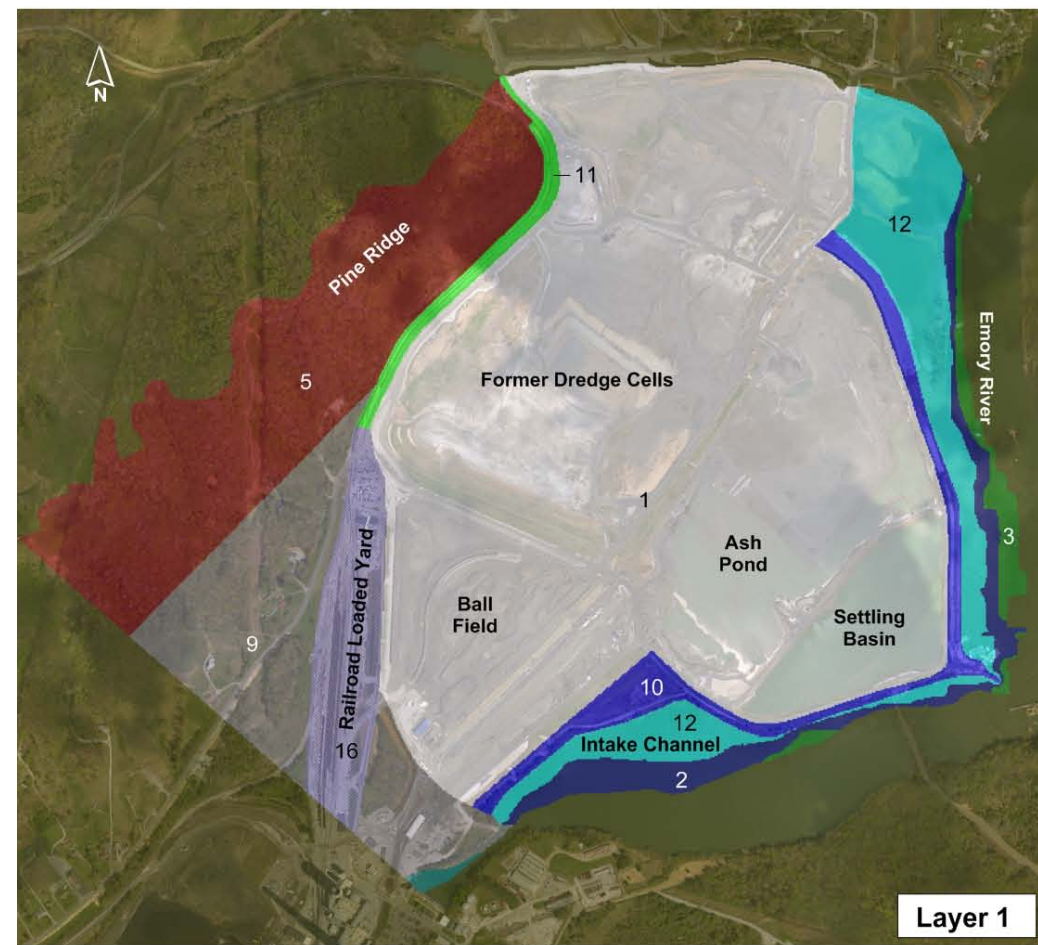 N
11
12
Pine Ridge
Emory River
5
Former Dredge Cells
1
3
Ash
Pond
Railroad Loaded Yard
Ball
Field
Settling
Basin
9
10
12
Intake Channel
16
2
Layer 1